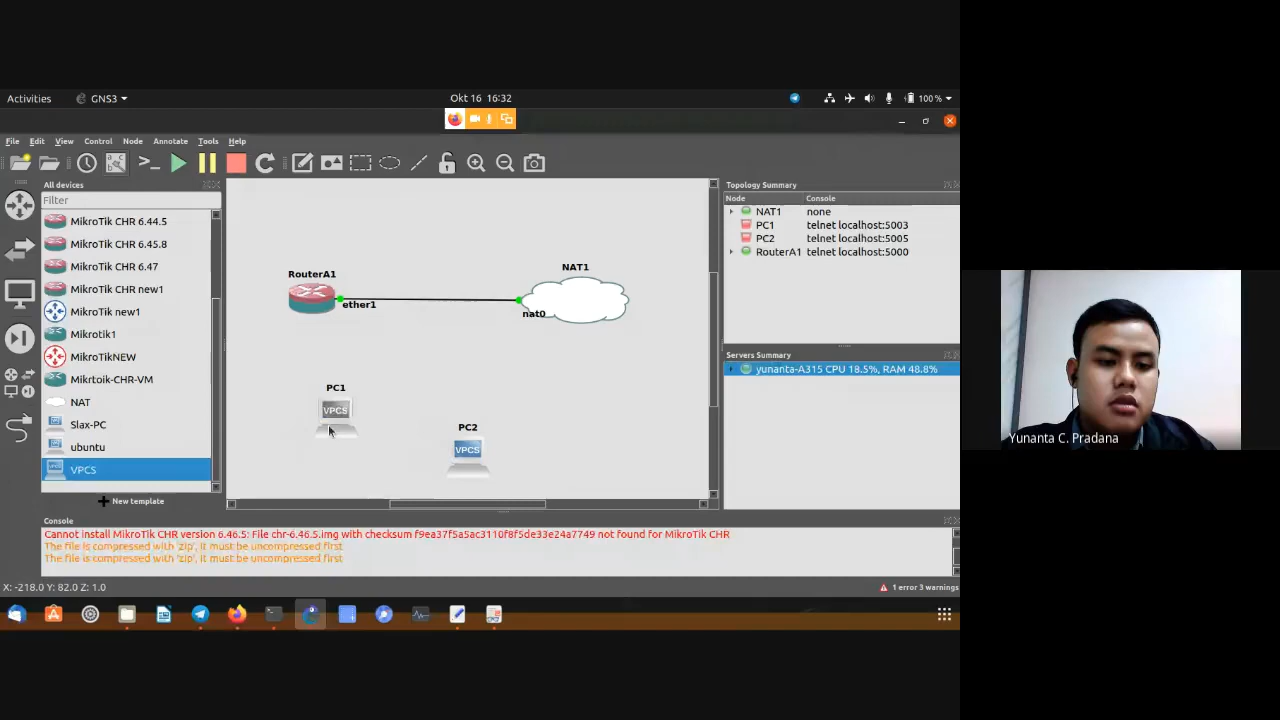 Activities GNS3 Okt 16 16:32 100 %
File Edit View Control Node Annotate Tools Help
All devices
Filter
MikroTik CHR 6.44.5
MikroTik CHR 6.45.8
MikroTik CHR 6.47
MikroTik CHR new1
MikroTik new1
Mikrotik1
MikroTikNEW
Mikrtoik-CHR-VM
NAT
Slax-PC
ubuntu
VPCS
New template
RouterA1
ether1
NAT1
nat0
PC1
VPCS
PC2
VPCS
Topology Summary
Node Console
NAT1 none
PC1 telnet localhost:5003
PC2 telnet localhost:5005
RouterA1 telnet localhost:5000
Servers Summary
yunanta-A315 CPU 18.5%, RAM 48.8%
Yunanta C. Pradana
Console
Cannot install MikroTik CHR version 6.46.5: File chr-6.46.5.img with checksum f9ea37f5a5ac3110f8f5de33e24a7749 not found for MikroTik CHR
The file is compressed with 'zip', it must be uncompressed first
The file is compressed with 'zip', it must be uncompressed first
X: -218.0 Y: 82.0 Z: 1.0
1 error 3 warnings